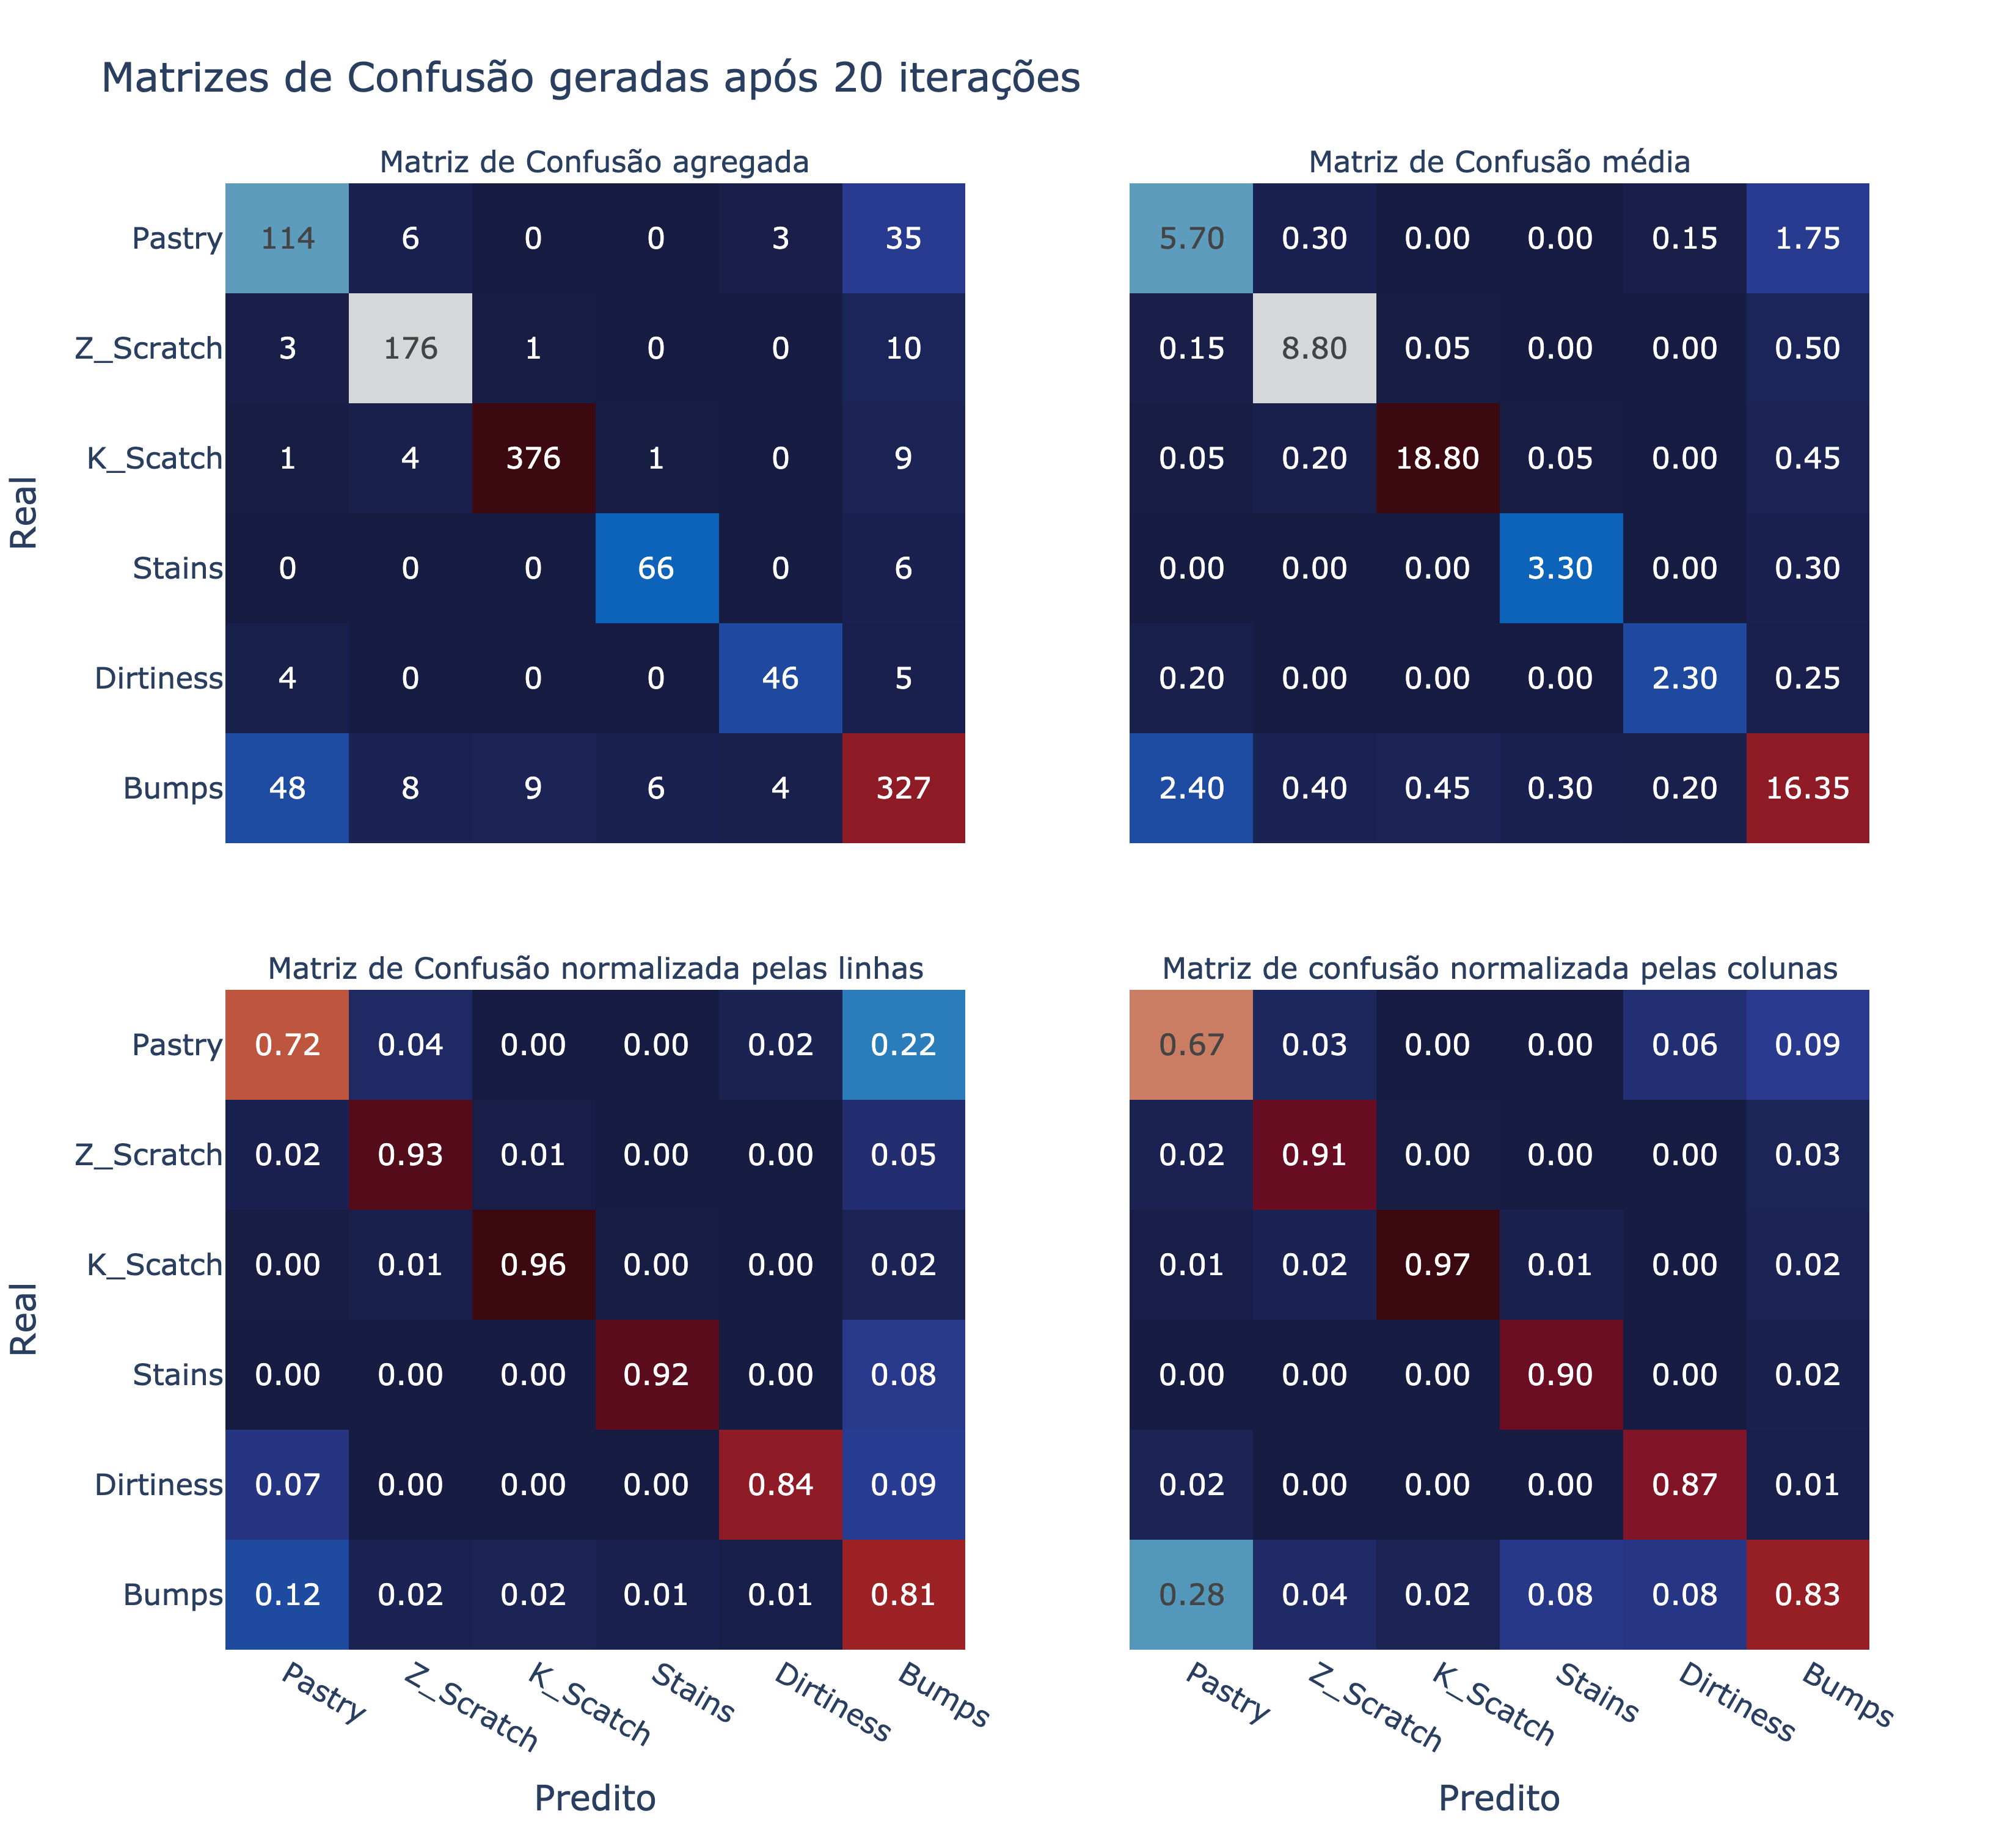 Matrizes de Confusão geradas após 20 iterações
Matriz de Confusão agregada
Real
Pastry 114 6 0 0 3 35
Z_Scratch 3 176 1 0 0 10
K_Scatch 1 4 376 1 0 9
Stains 0 0 0 66 0 6
Dirtiness 4 0 0 0 46 5
Bumps 48 8 9 6 4 327
Matriz de Confusão média
5.70 0.30 0.00 0.00 0.15 1.75
0.15 8.80 0.05 0.00 0.00 0.50
0.05 0.20 18.80 0.05 0.00 0.45
0.00 0.00 0.00 3.30 0.00 0.30
0.20 0.00 0.00 0.00 2.30 0.25
2.40 0.40 0.45 0.30 0.20 16.35
Matriz de Confusão normalizada pelas linhas
Real
Pastry 0.72 0.04 0.00 0.00 0.02 0.22
Z_Scratch 0.02 0.93 0.01 0.00 0.00 0.05
K_Scatch 0.00 0.01 0.96 0.00 0.00 0.02
Stains 0.00 0.00 0.00 0.92 0.00 0.08
Dirtiness 0.07 0.00 0.00 0.00 0.84 0.09
Bumps 0.12 0.02 0.02 0.01 0.01 0.81
Pastry Z_Scratch K_Scatch Stains Dirtiness Bumps
Predito
Matriz de confusão normalizada pelas colunas
0.67 0.03 0.00 0.00 0.06 0.09
0.02 0.91 0.00 0.00 0.00 0.03
0.01 0.02 0.97 0.01 0.00 0.02
0.00 0.00 0.00 0.90 0.00 0.02
0.02 0.00 0.00 0.00 0.87 0.01
0.28 0.04 0.02 0.08 0.08 0.83
Pastry Z_Scratch K_Scatch Stains Dirtiness Bumps
Predito